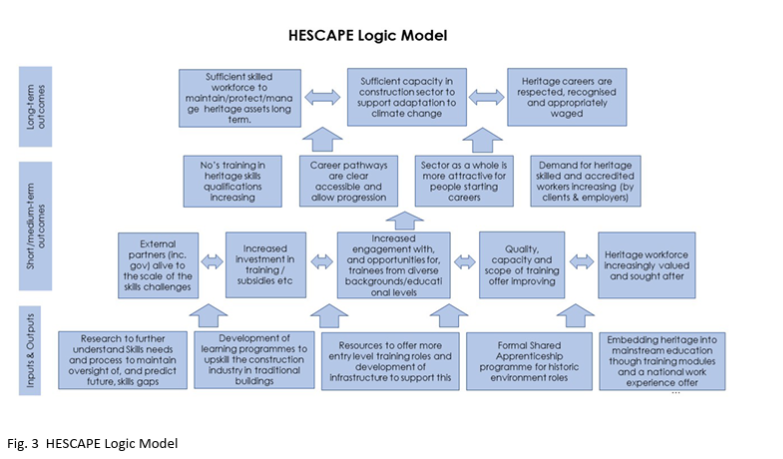 HESCAPE Logic Model
Long-term
outcomes
Sufficient skilled
workforce to
maintain/protect/mana
ge heritage assets long
term.
Sufficient capacity in
construction sector to
support adaptation to
climate change
Heritage careers are
respected, recognised
and appropriately
waged
Short/medium-term
outcomes
No's training in
heritage skills
qualifications
increasing
Career pathways
are clear
accessible and
allow progression
Sector as a whole is
more attractive for
people starting
careers
Demand for heritage
skilled and accredited
workers increasing (by
clients & employers)
External
partners (inc.
gov) alive to
the scale of the
skills challenges
Increased
investment in
training /
subsidies etc
Increased
engagement with,
and opportunities for,
trainees from diverse
backgrounds/educati
onal levels
Quality,
capacity and
scope of training
offer improving
Heritage workforce
increasingly valued
and sought after
Inputs & Outputs
Research to further
understand Skills needs
and process to maintain
oversight of, and predict
future, skills gaps
Development of
learning programmes to
upskill the construction
industry in traditional
buildings
Resources to offer more
entry level training roles and
development of
infrastructure to support this
Formal Shared
Apprenticeship
programme for historic
environment roles
Embedding heritage into
mainstream education
though training modules
and a national work
experience offer
...
Fig. 3 HESCAPE Logic Model